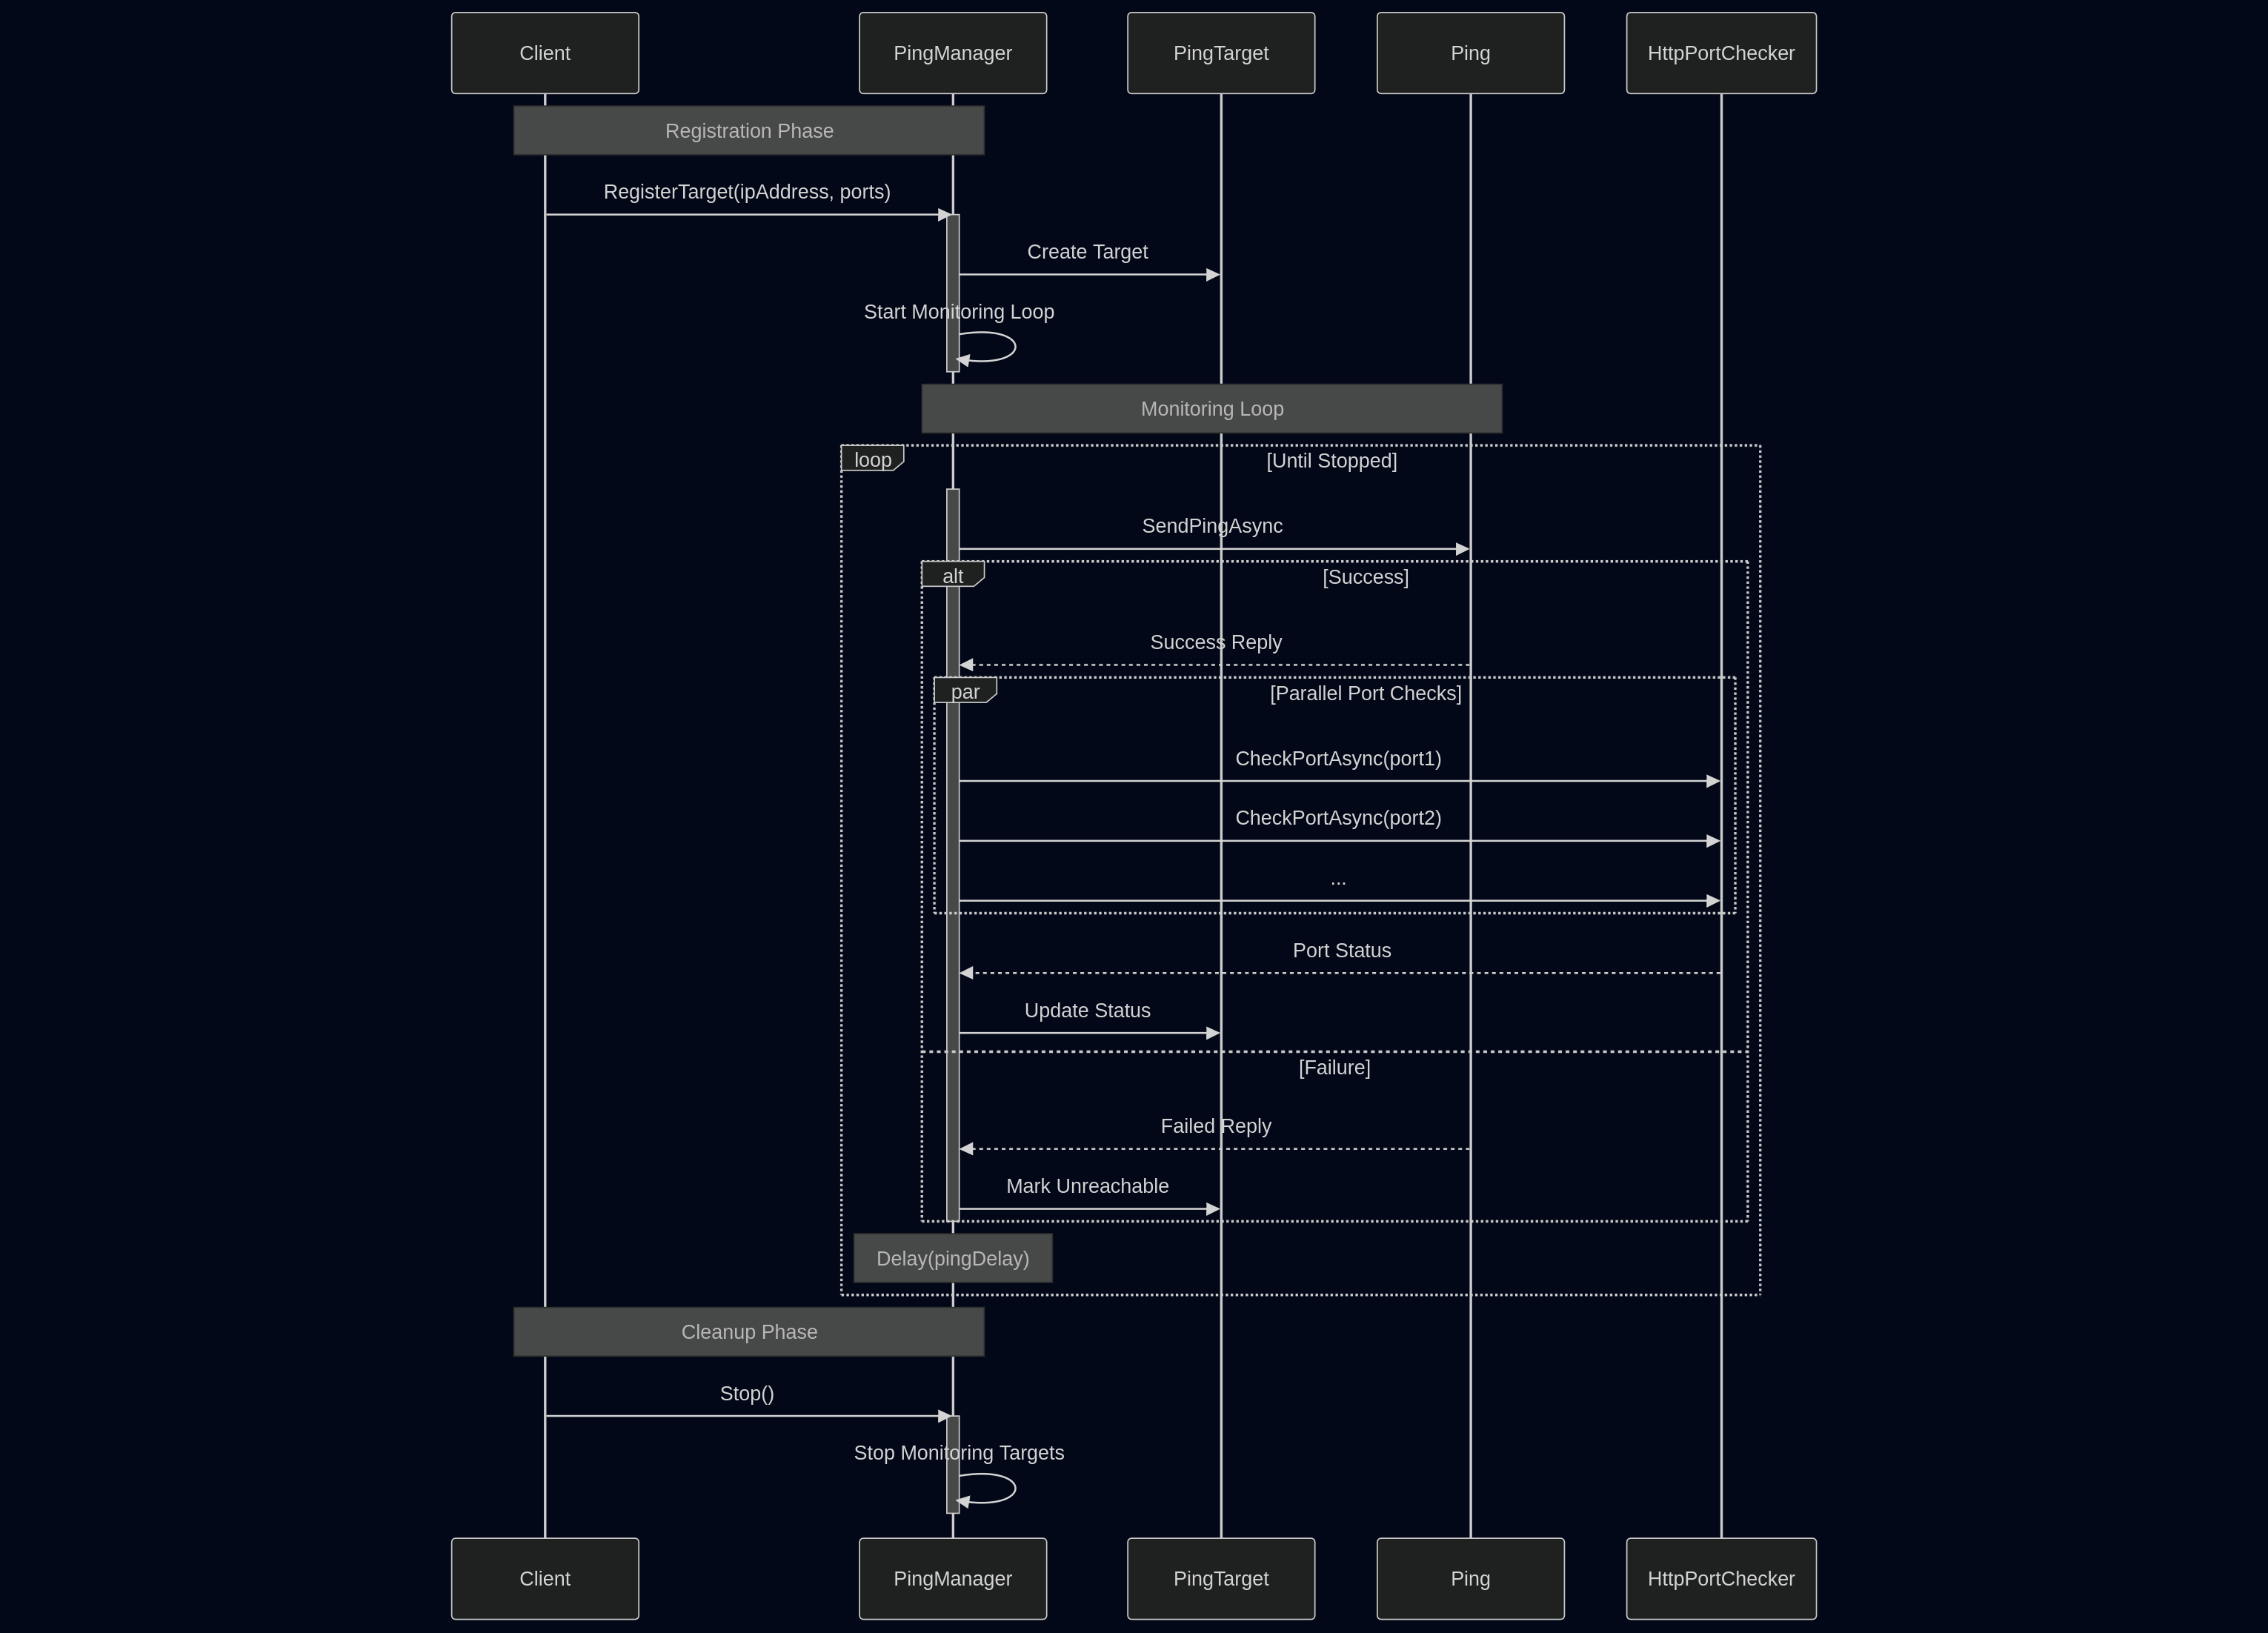 Client
PingManager
PingTarget
Ping
HttpPortChecker
Registration Phase
RegisterTarget(ipAddress, ports)
Create Target
Start Monitoring Loop
Monitoring Loop
loop
[Until Stopped]
SendPingAsync
alt
[Success]
Success Reply
par
[Parallel Port Checks]
CheckPortAsync(port1)
CheckPortAsync(port2)
...
Port Status
Update Status
[Failure]
Failed Reply
Mark Unreachable
Delay(pingDelay)
Cleanup Phase
Stop()
Stop Monitoring Targets
Client
PingManager
PingTarget
Ping
HttpPortChecker